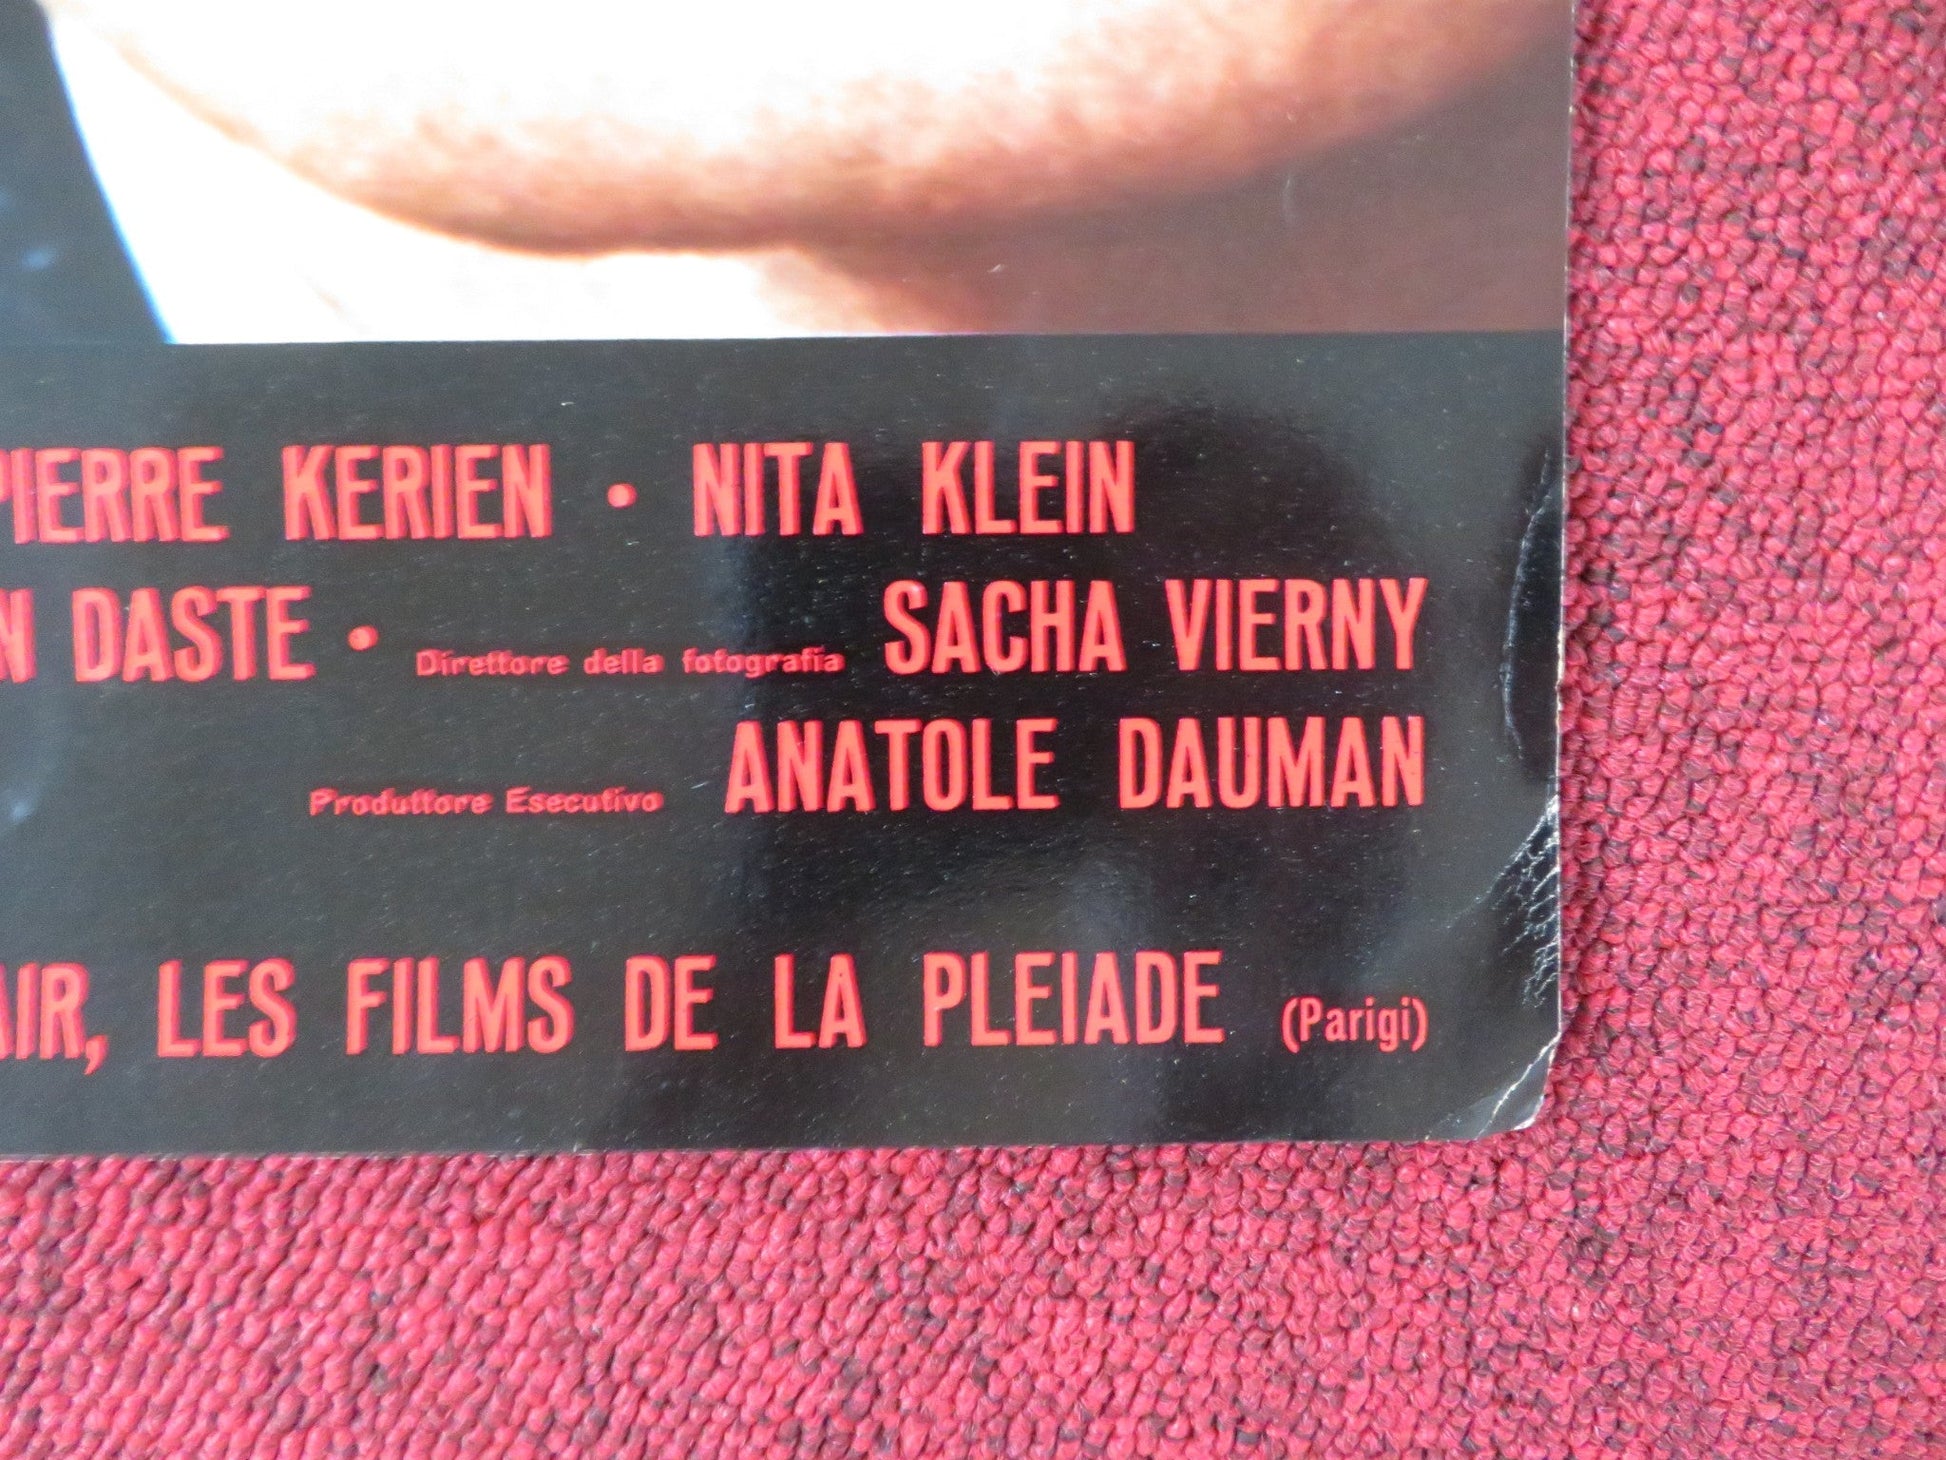 PIERRE KERIEN • NITA KLEIN
N DASTE • Direttore della fotografia SACHA VIERNY
Produttore Esecutivo ANATOLE DAUMAN
AIR, LES FILMS DE LA PLEIADE (Parigi)